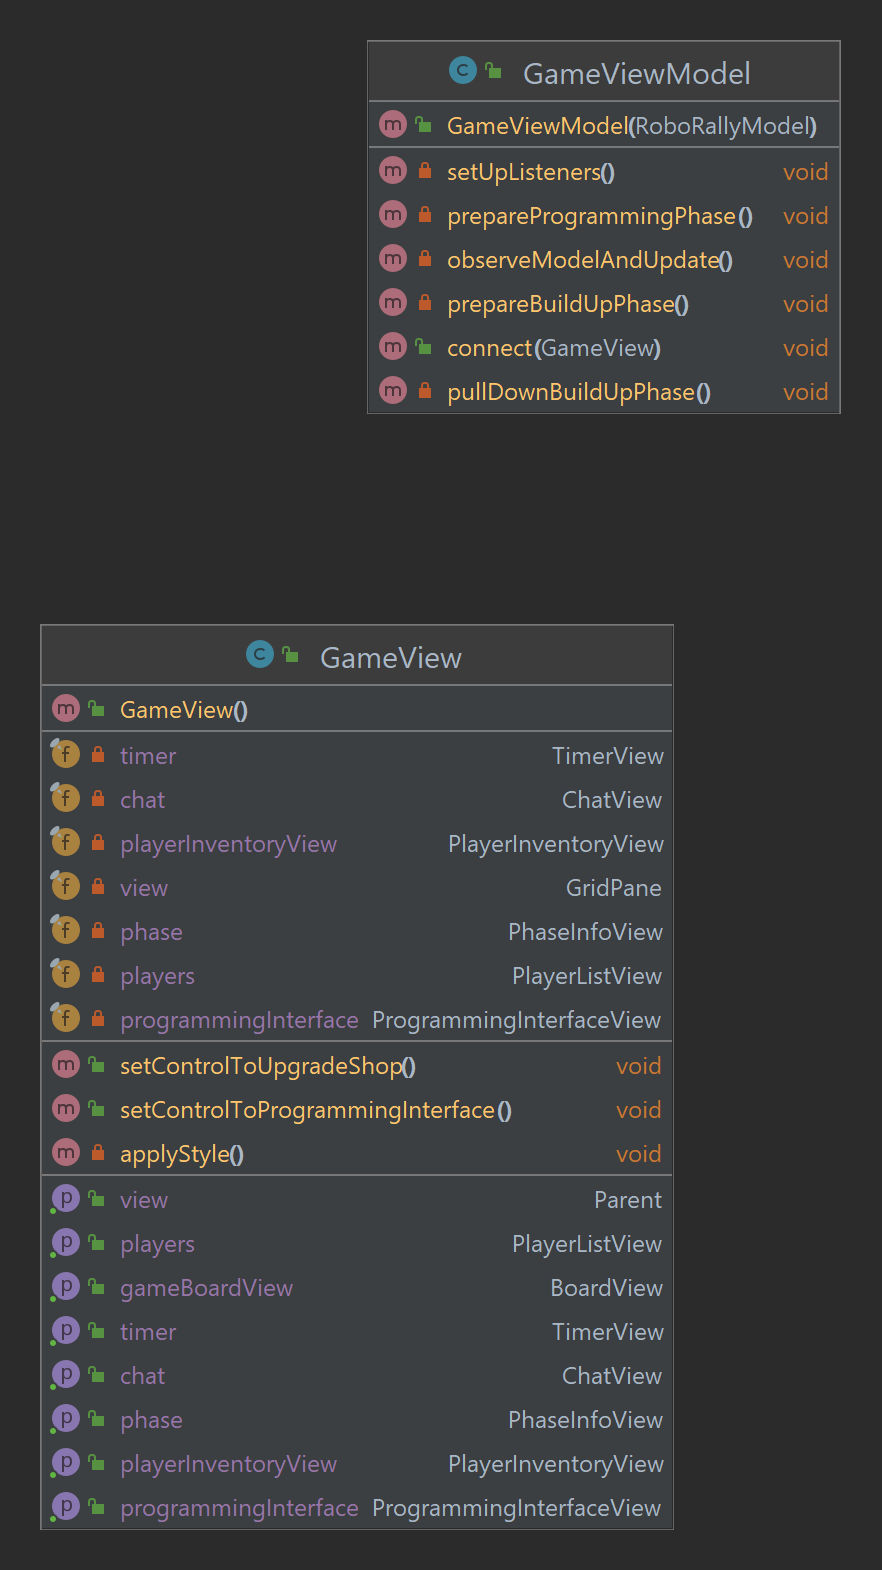 GameViewModel
GameViewModel(RoboRallyModel)
setUpListeners() void
prepareProgrammingPhase() void
observeModelAndUpdate() void
prepareBuildUpPhase() void
connect(GameView) void
pullDownBuildUpPhase() void
GameView
GameView()
timer TimerView
chat ChatView
playerInventoryView PlayerInventoryView
view GridPane
phase PhaseInfoView
players PlayerListView
programmingInterface ProgrammingInterfaceView
setControlToUpgradeShop() void
setControlToProgrammingInterface() void
applyStyle() void
view Parent
players PlayerListView
gameBoardView BoardView
timer TimerView
chat ChatView
phase PhaseInfoView
playerInventoryView PlayerInventoryView
programmingInterface ProgrammingInterfaceView